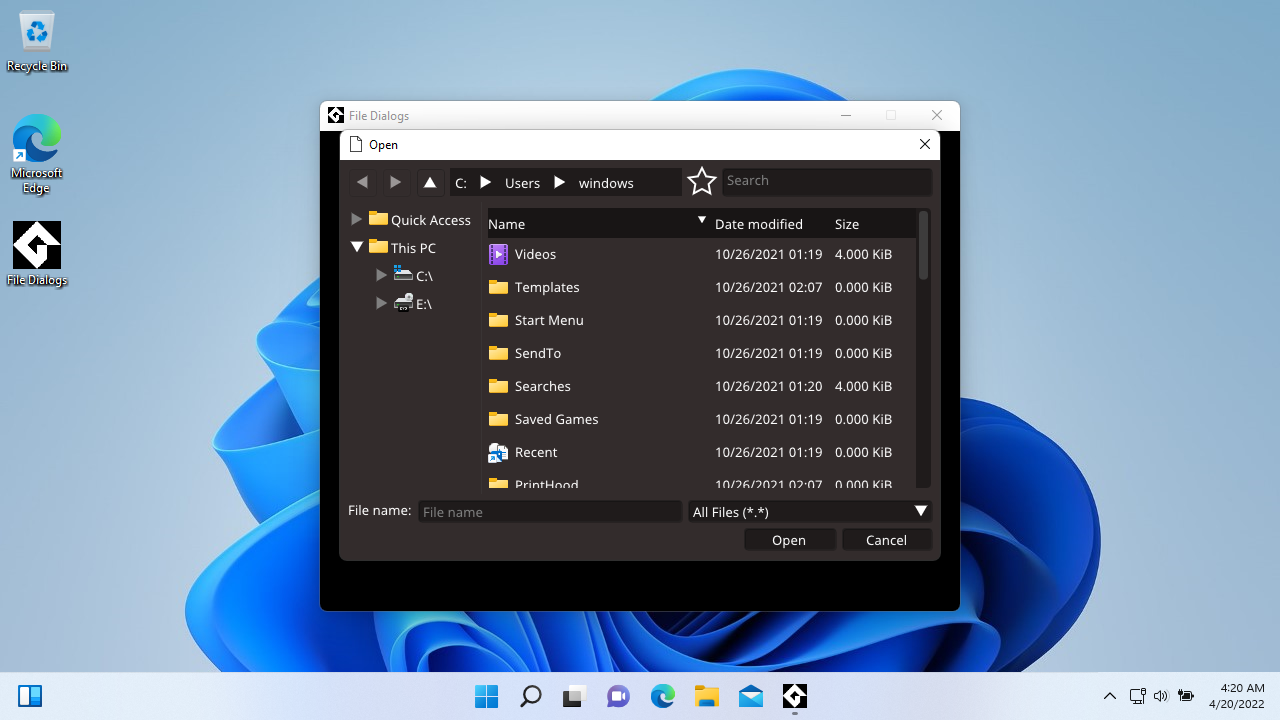 Recycle Bin
Microsoft
Edge
File Dialogs
File Dialogs
Open
C: Users windows
Search
Quick Access
This PC
C:\
E:\
Name Date modified Size
Videos 10/26/2021 01:19 4.000 KiB
Templates 10/26/2021 02:07 0.000 KiB
Start Menu 10/26/2021 01:19 0.000 KiB
SendTo 10/26/2021 01:19 0.000 KiB
Searches 10/26/2021 01:20 4.000 KiB
Saved Games 10/26/2021 01:19 0.000 KiB
Recent 10/26/2021 01:19 0.000 KiB
PrintHood 10/26/2021 02:07 0.000 KiB
File name: File name All Files (*.*)
Open Cancel
4:20 AM
4/20/2022